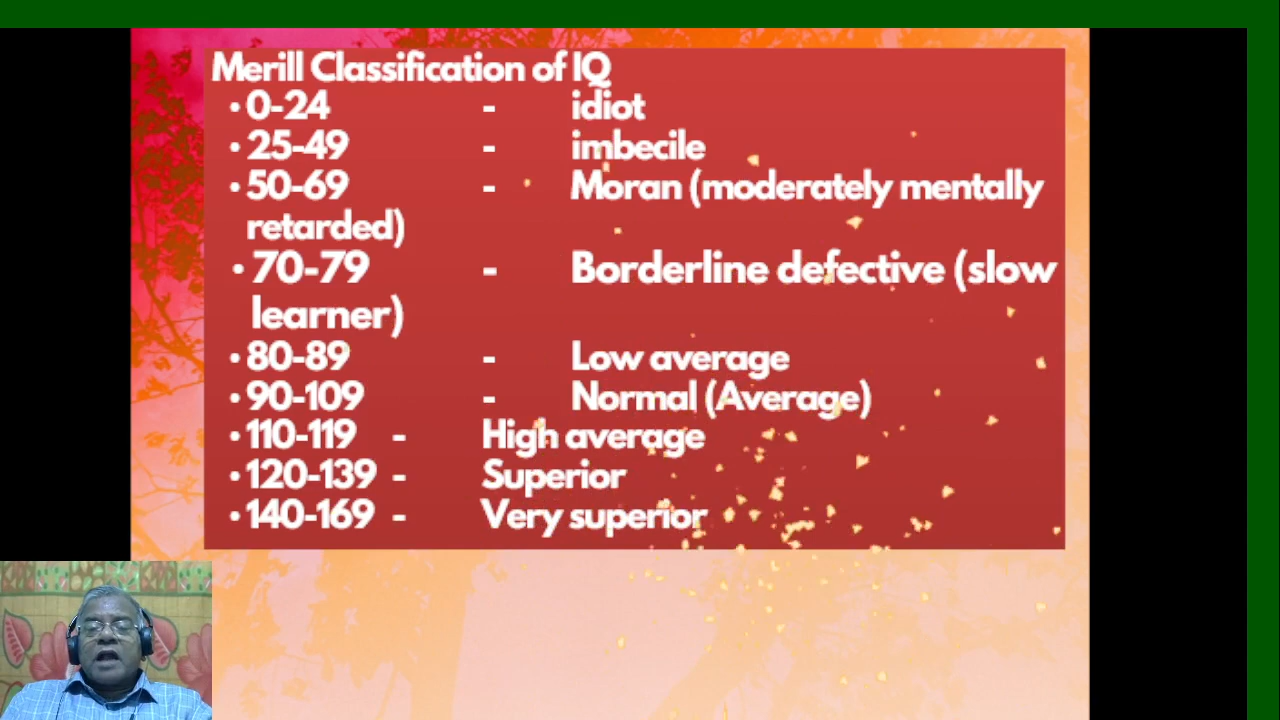 Merill Classification of IQ
• 0-24 - idiot
• 25-49 - imbecile
• 50-69 - Moran (moderately mentally
retarded)
• 70-79 - Borderline defective (slow
learner)
• 80-89 - Low average
• 90-109 - Normal (Average)
• 110-119 - High average
• 120-139 - Superior
• 140-169 - Very superior